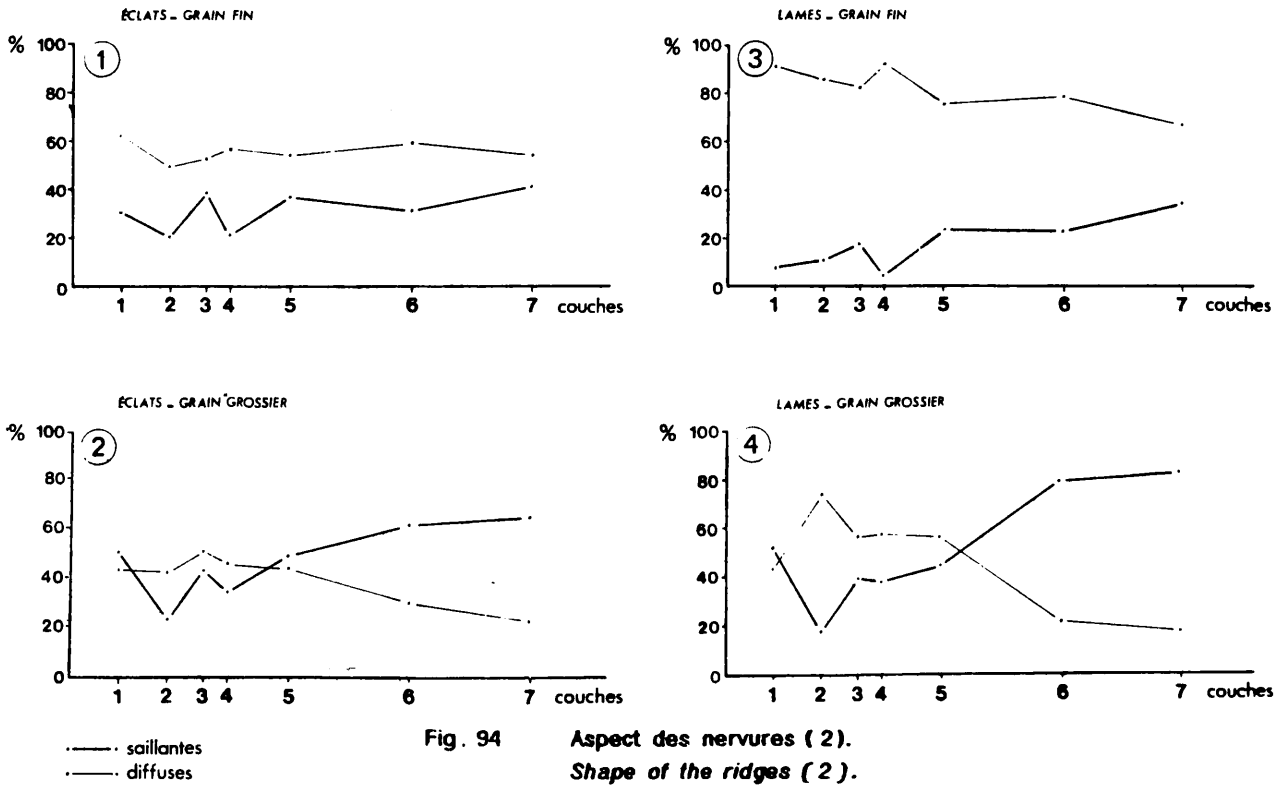 ÉCLATS - GRAIN FIN
% 100
80
60
40
20
0
1
1 2 3 4 5 6 7 couches
LAMES - GRAIN FIN
% 100
80
60
40
20
0
3
1 2 3 4 5 6 7 couches
ÉCLATS - GRAIN GROSSIER
% 100
80
60
40
20
0
2
1 2 3 4 5 6 7 couches
LAMES - GRAIN GROSSIER
% 100
80
60
40
20
0
4
1 2 3 4 5 6 7 couches
saillantes
diffuses
Fig. 94 Aspect des nervures (2).
Shape of the ridges (2).